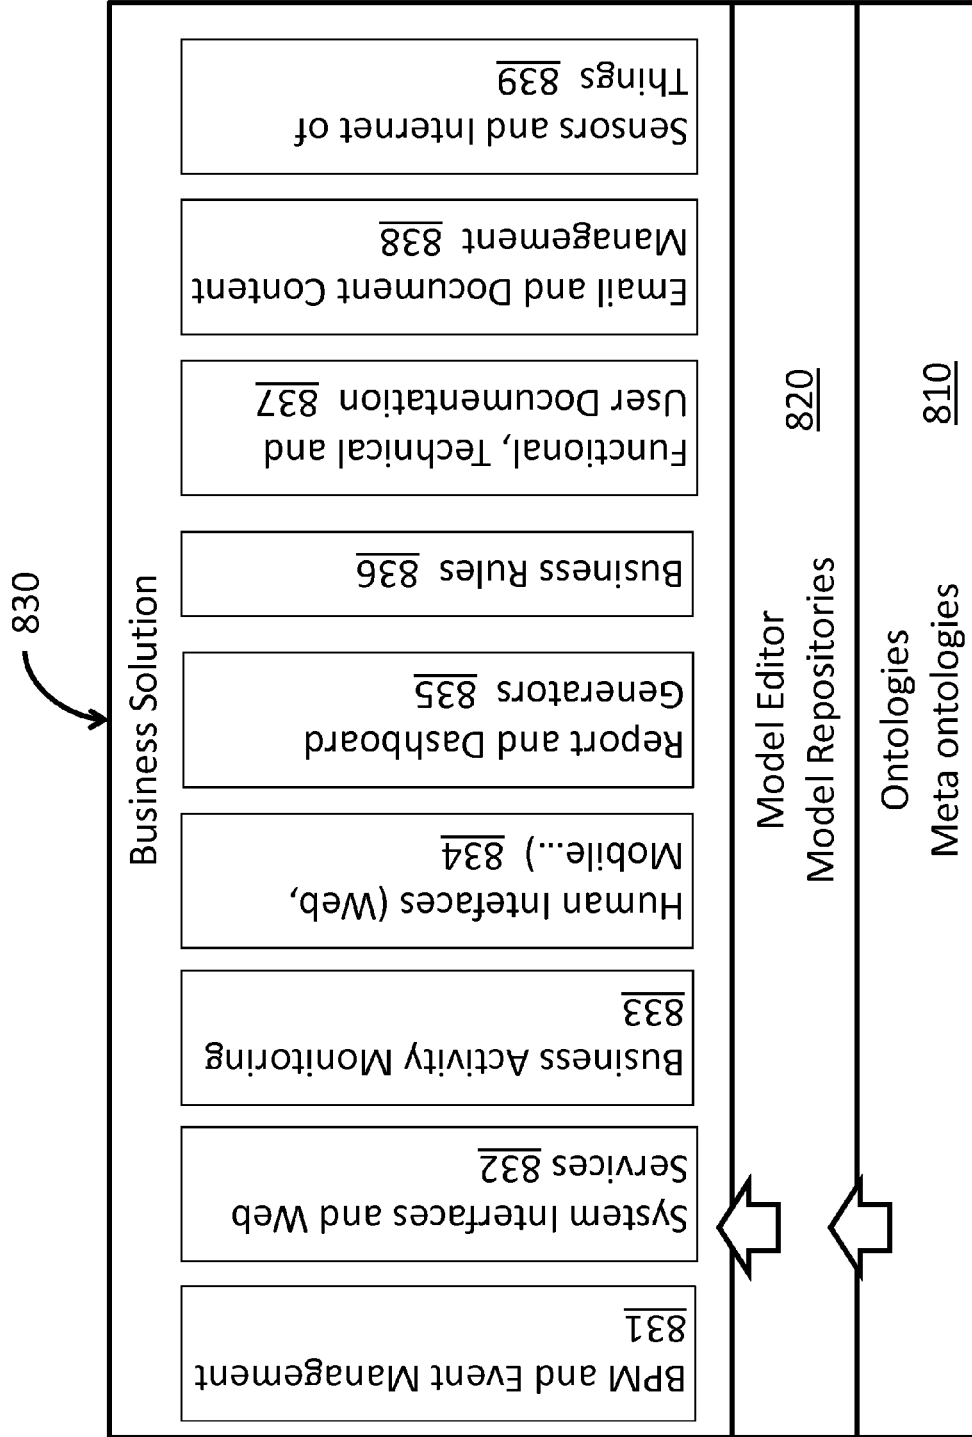 830
Business Solution
BPM and Event Management
831
System Interfaces and Web
Services 832
Business Activity Monitoring
833
Human Intefaces (Web,
Mobile...) 834
Report and Dashboard
Generators 835
Business Rules 836
Functional, Technical and
User Documentation 837
Email and Document Content
Management 838
Sensors and Internet of
Things 839
Model Editor
Model Repositories
820
Ontologies
Meta ontologies
810